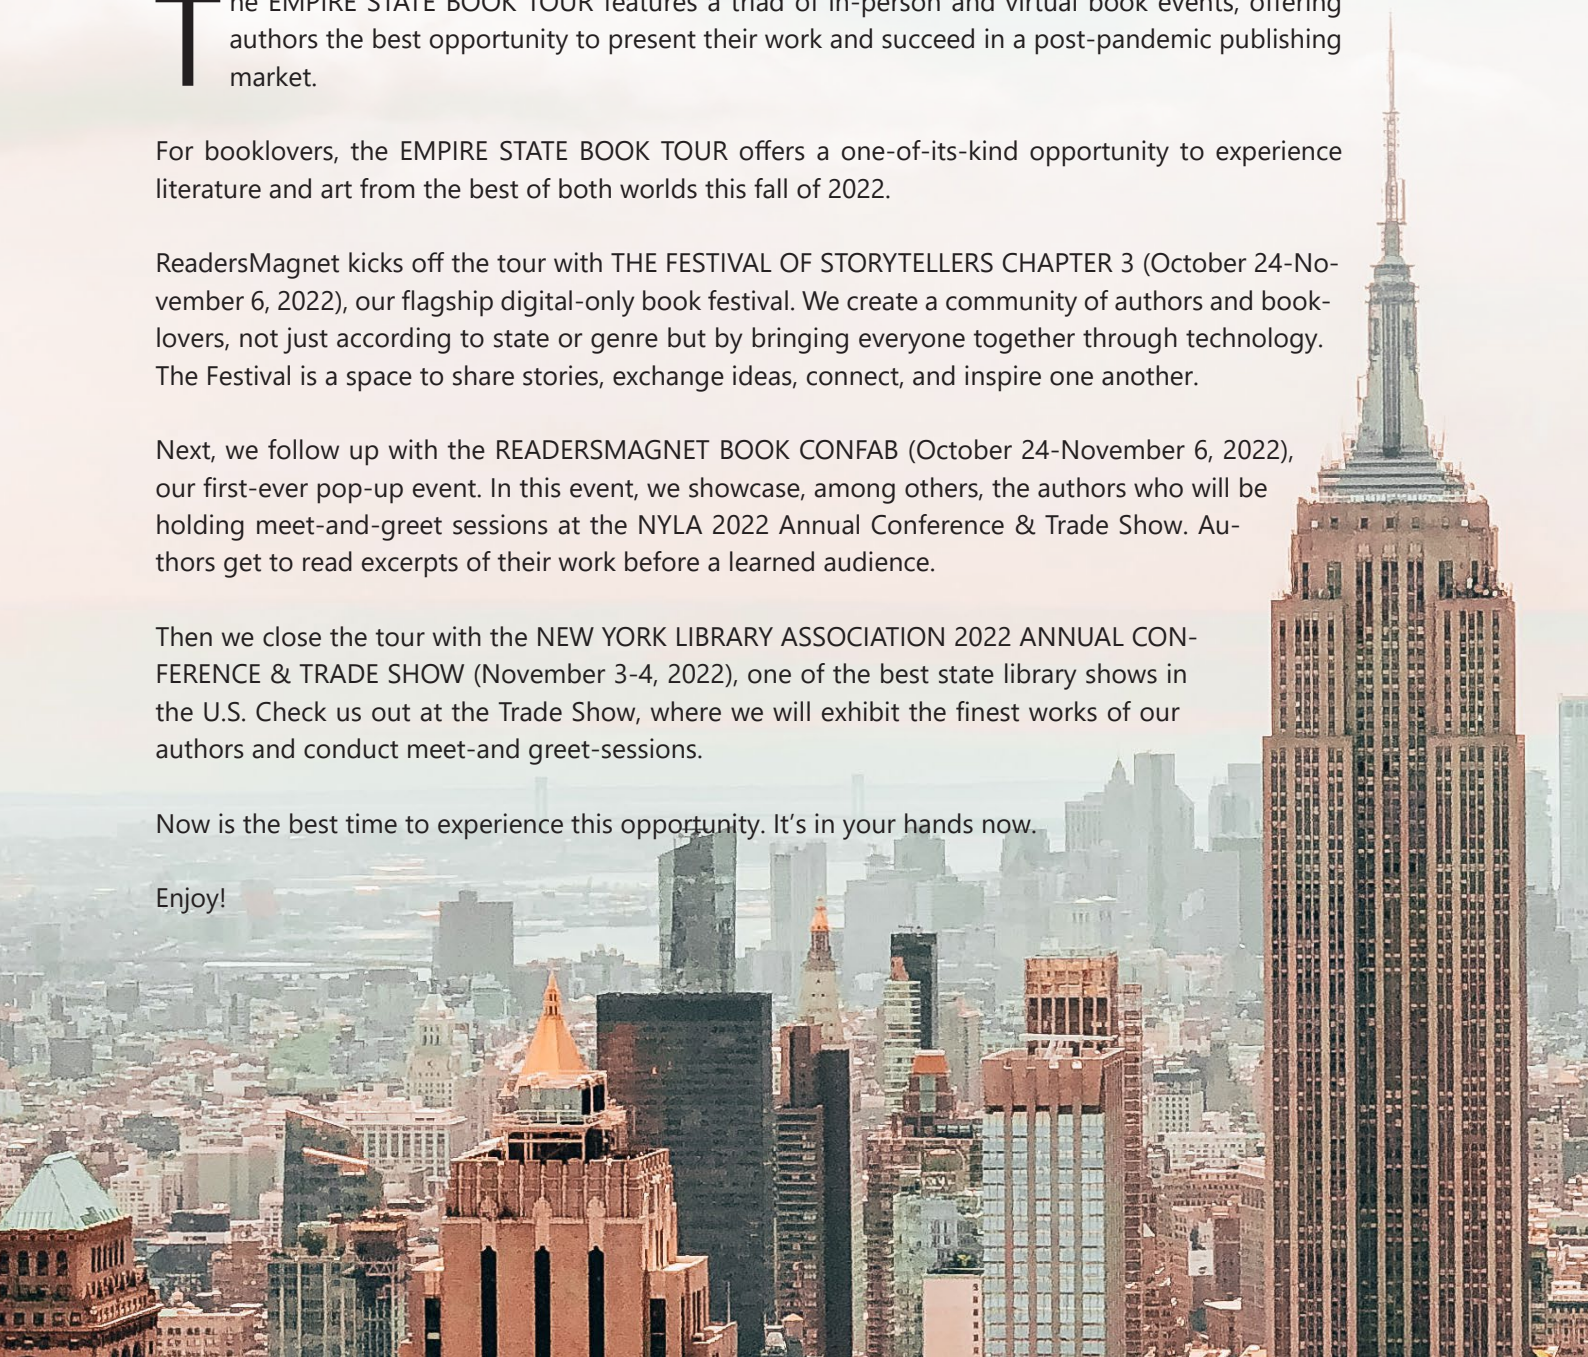 The EMPIRE STATE BOOK TOUR features a triad of in-person and virtual book events, offering
authors the best opportunity to present their work and succeed in a post-pandemic publishing
market.
For booklovers, the EMPIRE STATE BOOK TOUR offers a one-of-its-kind opportunity to experience
literature and art from the best of both worlds this fall of 2022.
ReadersMagnet kicks off the tour with THE FESTIVAL OF STORYTELLERS CHAPTER 3 (October 24-No-
vember 6, 2022), our flagship digital-only book festival. We create a community of authors and book-
lovers, not just according to state or genre but by bringing everyone together through technology.
The Festival is a space to share stories, exchange ideas, connect, and inspire one another.
Next, we follow up with the READERSMAGNET BOOK CONFAB (October 24-November 6, 2022),
our first-ever pop-up event. In this event, we showcase, among others, the authors who will be
holding meet-and-greet sessions at the NYLA 2022 Annual Conference & Trade Show. Au-
thors get to read excerpts of their work before a learned audience.
Then we close the tour with the NEW YORK LIBRARY ASSOCIATION 2022 ANNUAL CON-
FERENCE & TRADE SHOW (November 3-4, 2022), one of the best state library shows in
the U.S. Check us out at the Trade Show, where we will exhibit the finest works of our
authors and conduct meet-and greet-sessions.
Now is the best time to experience this opportunity. It’s in your hands now.
Enjoy!